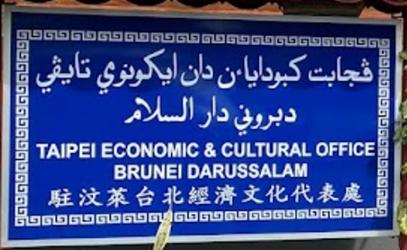 ڤجابت كبودايأن دان ايكونومي تايڤي
دبروني دار السلام
TAIPEI ECONOMIC & CULTURAL OFFICE
BRUNEI DARUSSALAM
駐汶萊台北經濟文化代表處